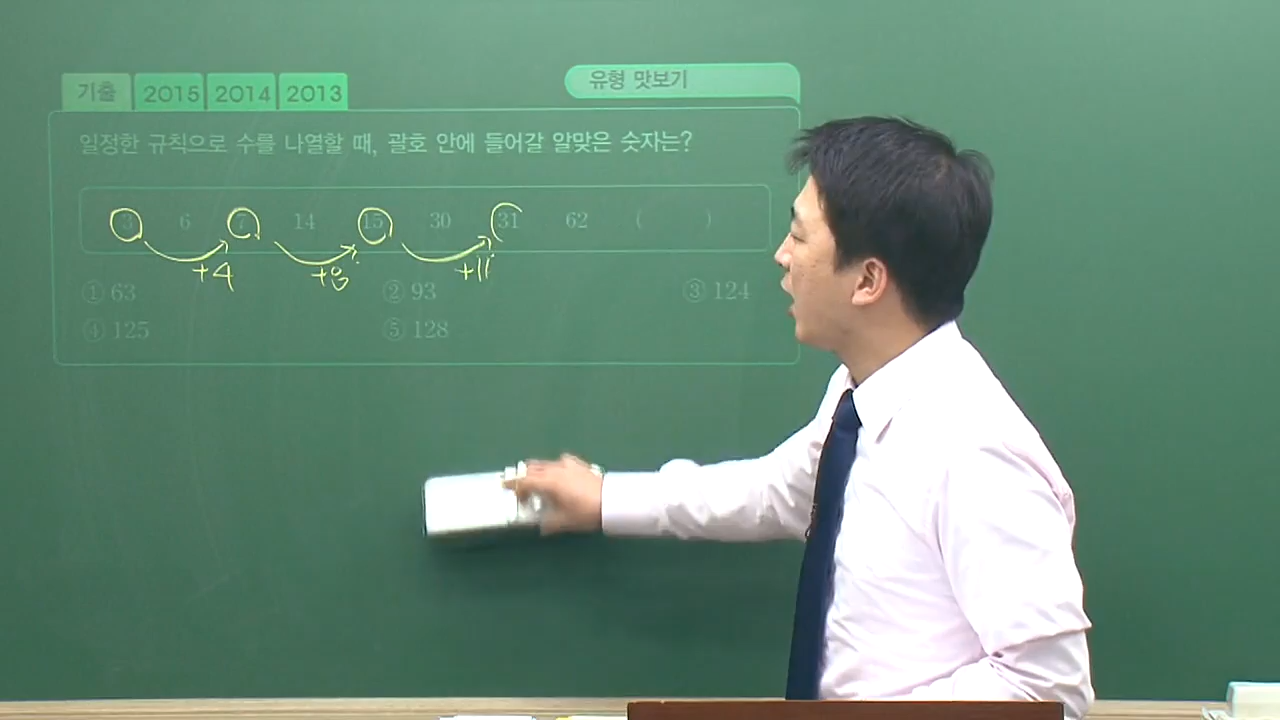 기출 2015 2014 2013
유형 맛보기
일정한 규칙으로 수를 나열할 때, 괄호 안에 들어갈 알맞은 숫자는?
3 6 7 14 15 30 31 62 ( )
+4 +8 +11
① 63 ② 93 ③ 124
④ 125 ⑤ 128